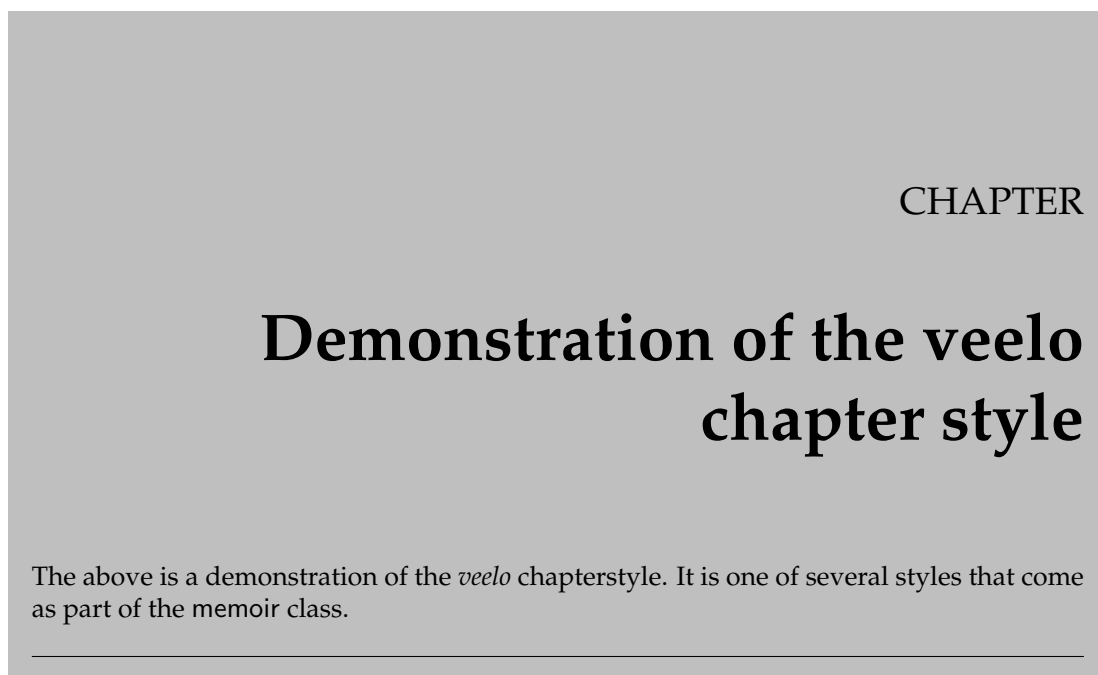 CHAPTER
Demonstration of the veelo
chapter style
The above is a demonstration of the veelo chapterstyle. It is one of several styles that come
as part of the memoir class.